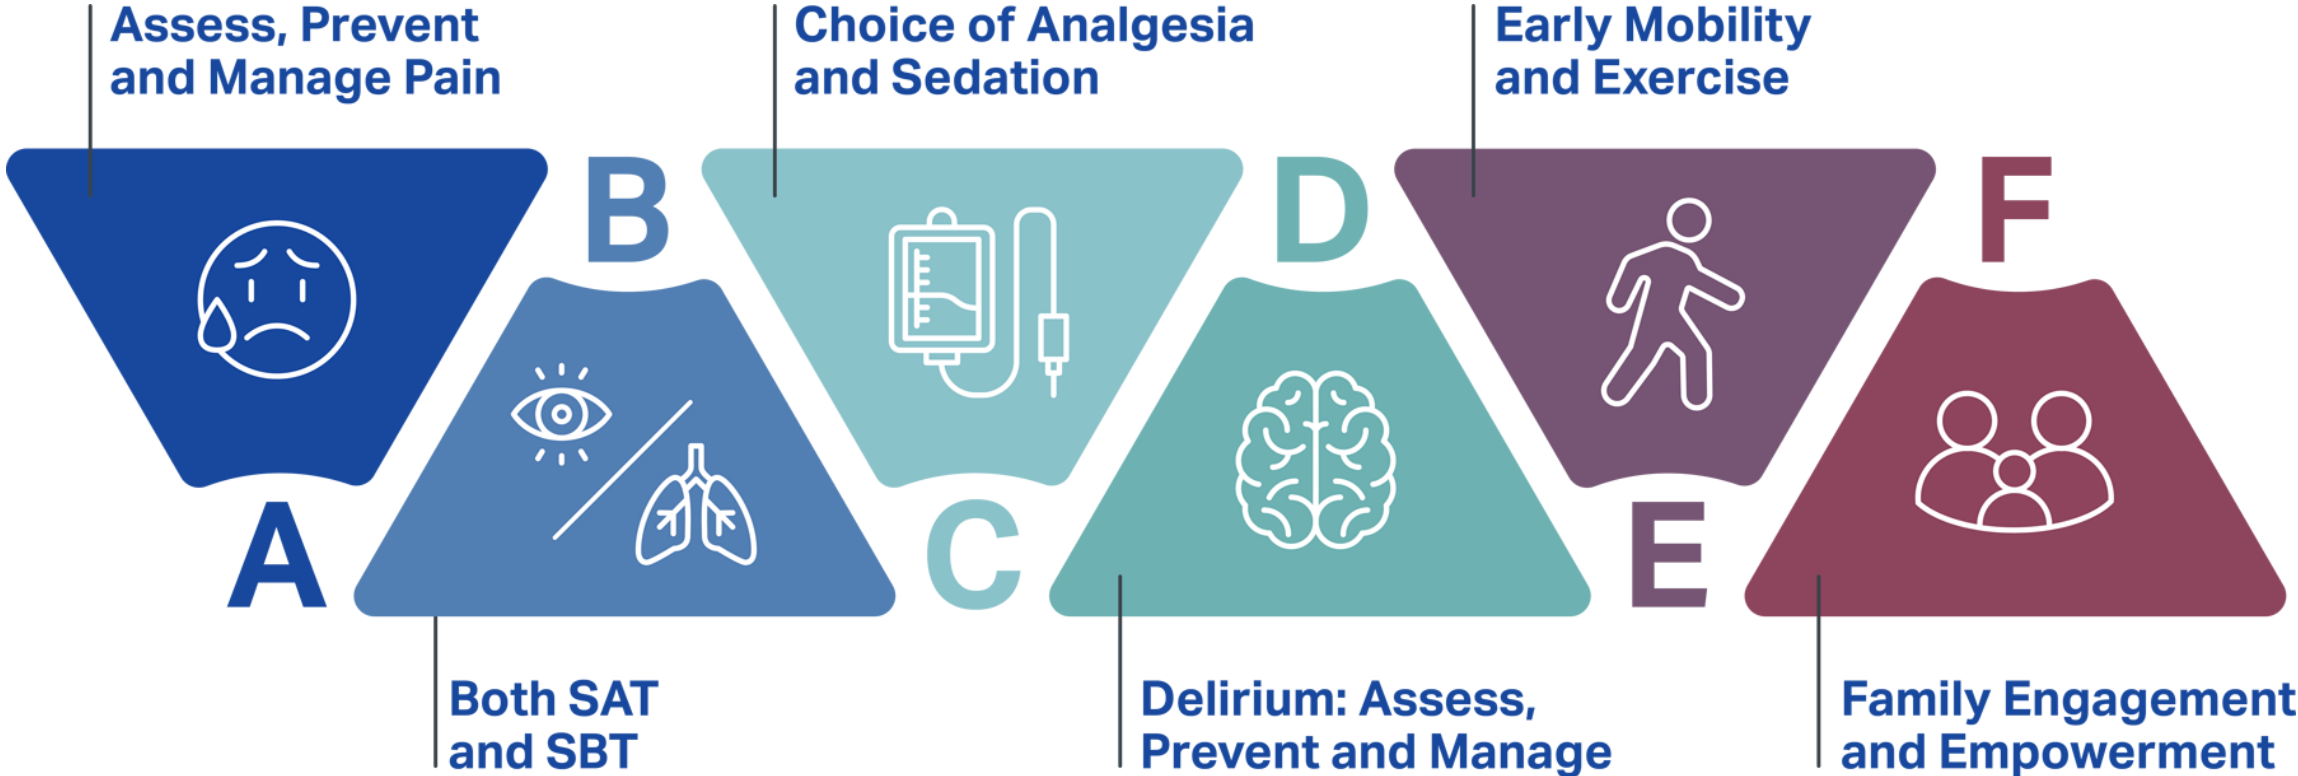 Assess, Prevent
and Manage Pain
A
B
Both SAT
and SBT
Choice of Analgesia
and Sedation
C
D
Delirium: Assess,
Prevent and Manage
Early Mobility
and Exercise
E
F
Family Engagement
and Empowerment